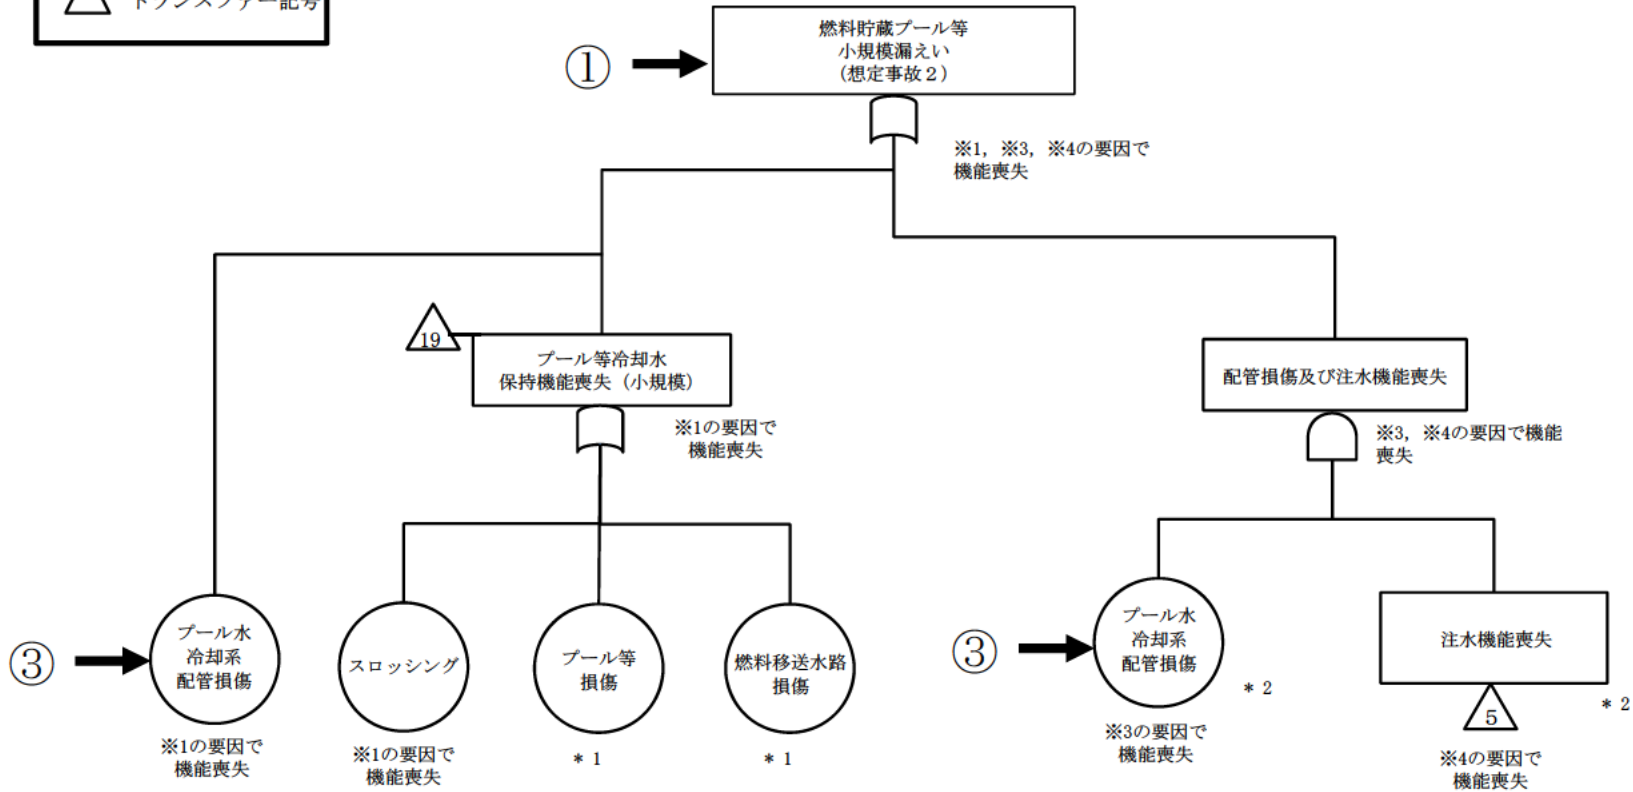 トランスファー記号
燃料貯蔵プール等
小規模漏えい
(想定事故2)
①
※1, ※3, ※4の要因で
機能喪失
19
プール等冷却水
保持機能喪失（小規模）
※1の要因で
機能喪失
配管損傷及び注水機能喪失
※3, ※4の要因で機能
喪失
③
プール水
冷却系
配管損傷
※1の要因で
機能喪失
スロッシング
※1の要因で
機能喪失
プール等
損傷
* 1
燃料移送水路
損傷
* 1
③
プール水
冷却系
配管損傷
* 2
※3の要因で
機能喪失
注水機能喪失
* 2
5
※4の要因で
機能喪失